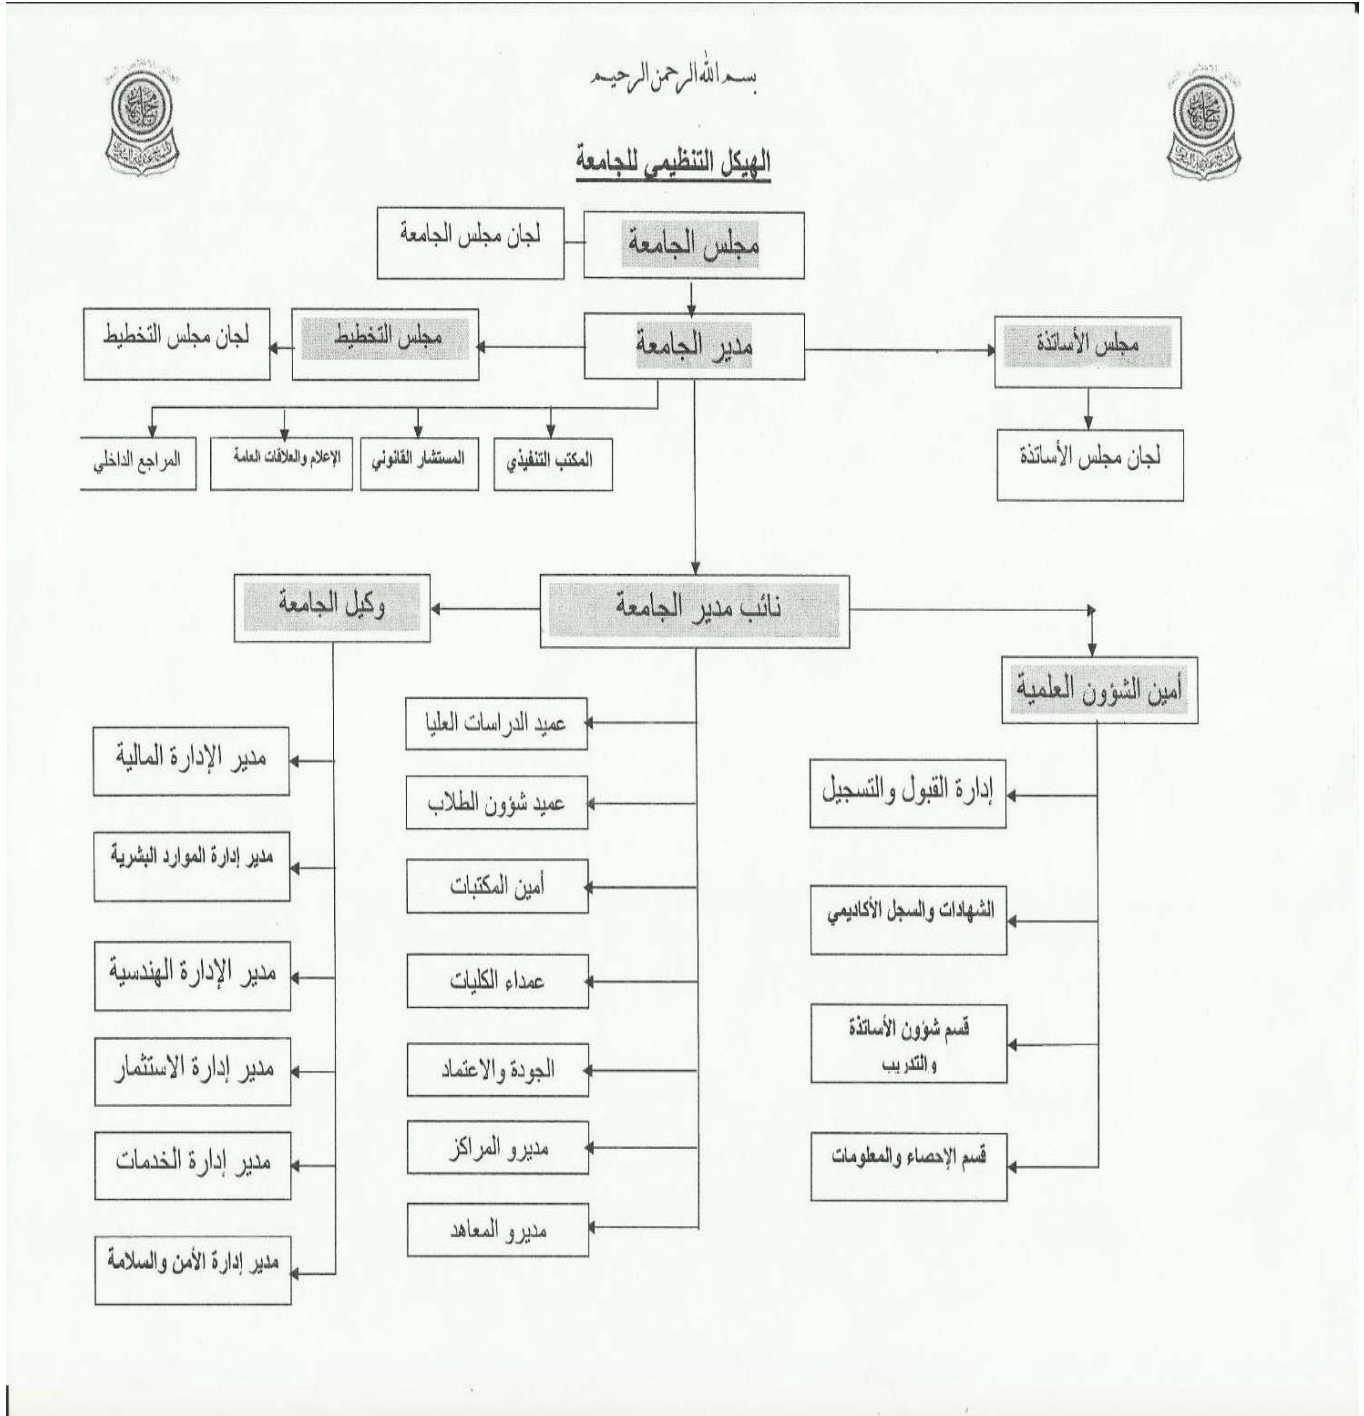 بسم الله الرحمن الرحيم
الهيكل التنظيمي للجامعة
مجلس الجامعة
لجان مجلس الجامعة
مجلس الأساتذة
مدير الجامعة
مجلس التخطيط
لجان مجلس التخطيط
لجان مجلس الأساتذة
المكتب التنفيذي
المستشار القانوني
الإعلام والعلاقات العامة
المراجع الداخلي
نائب مدير الجامعة
وكيل الجامعة
أمين الشؤون العلمية
إدارة القبول والتسجيل
الشهادات والسجل الأكاديمي
قسم شؤون الأساتذة
والتدريب
قسم الإحصاء والمعلومات
عميد الدراسات العليا
عميد شؤون الطلاب
أمين المكتبات
عمداء الكليات
الجودة والاعتماد
مديرو المراكز
مديرو المعاهد
مدير الإدارة المالية
مدير إدارة الموارد البشرية
مدير الإدارة الهندسية
مدير إدارة الاستثمار
مدير إدارة الخدمات
مدير إدارة الأمن والسلامة